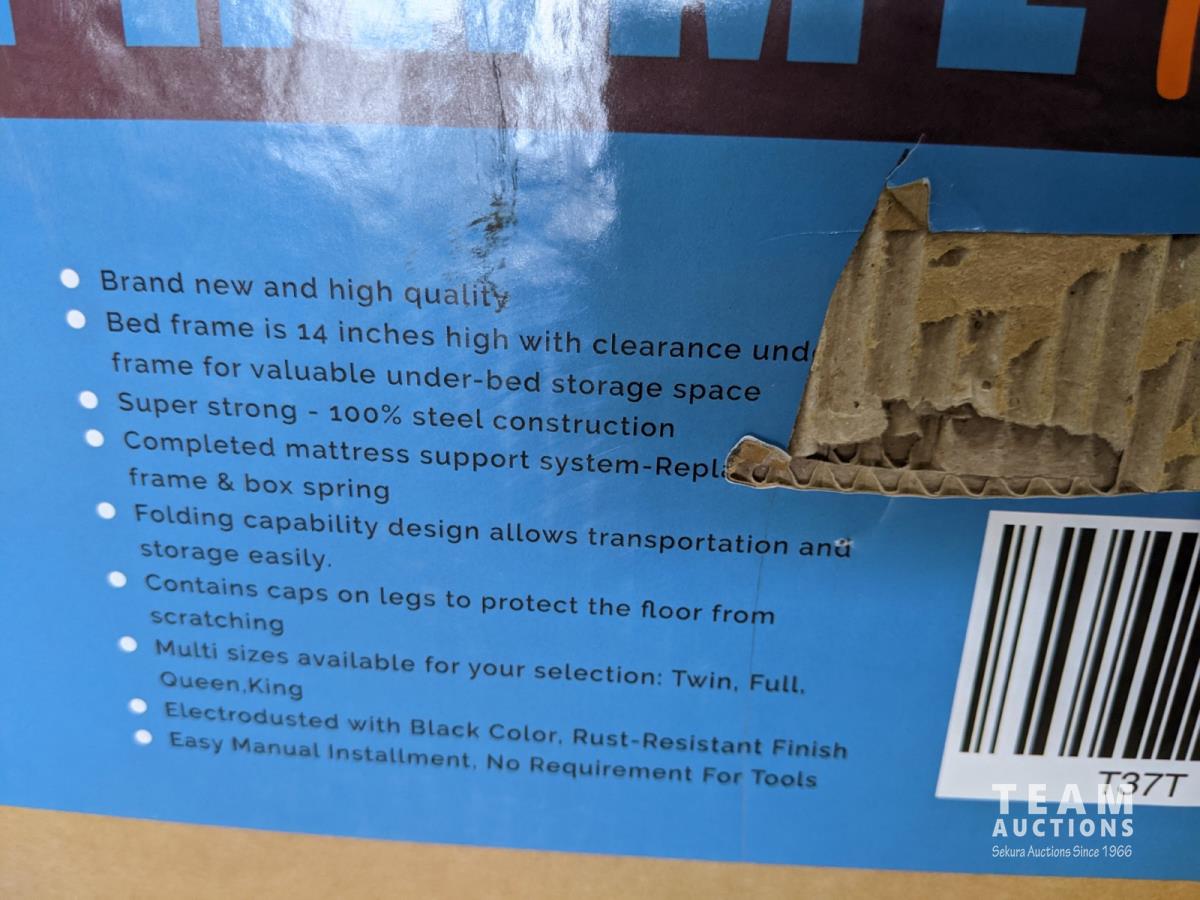 Brand new and high quality
Bed frame is 14 inches high with clearance
frame for valuable under-bed storage space
Super strong - 100% steel construction
Completed mattress support
frame & box spring
Folding capability design allows transportation and
storage easily.
Contains caps on legs to protect the floor from
scratching
Multi sizes available for your selection: Twin, Full,
Queen,King
Electrodusted with Black Color, Rust-Resistant Finish
Easy Manual Installment, No Requirement For Tools
T37T
TEAM
AUCTIONS
Sekura Auctions Since 1966